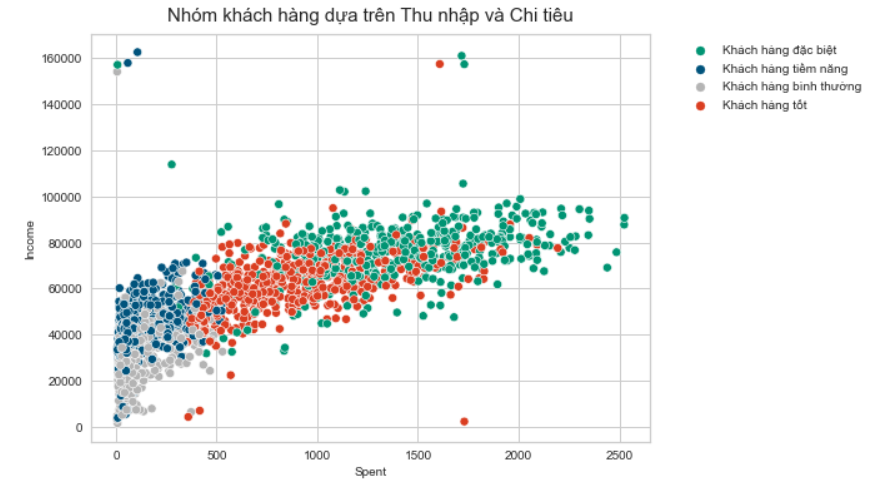 Nhóm khách hàng dựa trên Thu nhập và Chi tiêu
Khách hàng đặc biệt
Khách hàng tiềm năng
Khách hàng bình thường
Khách hàng tốt
160000
140000
120000
100000
80000
60000
40000
20000
0
Income
0
500
1000
1500
2000
2500
Spent